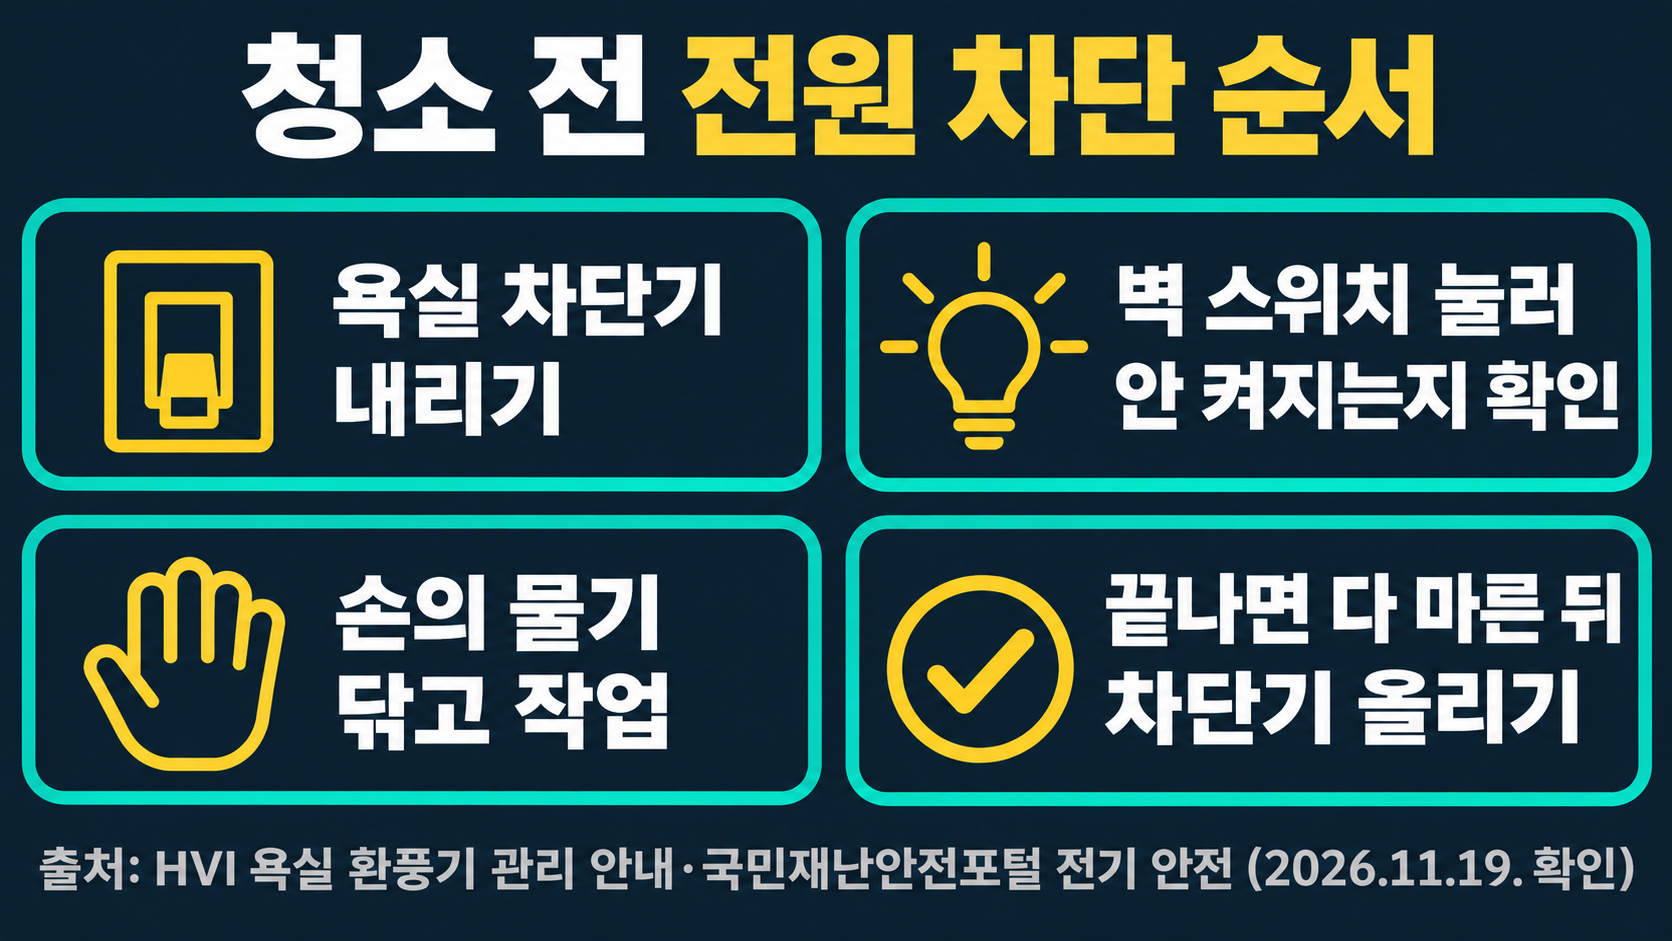 청소 전 전원 차단 순서
욕실 차단기
내리기
벽 스위치 눌러
안 켜지는지 확인
손의 물기
닦고 작업
끝나면 다 마른 뒤
차단기 올리기
출처: HVI 욕실 환풍기 관리 안내·국민재난안전포털 전기 안전 (2026.11.19. 확인)